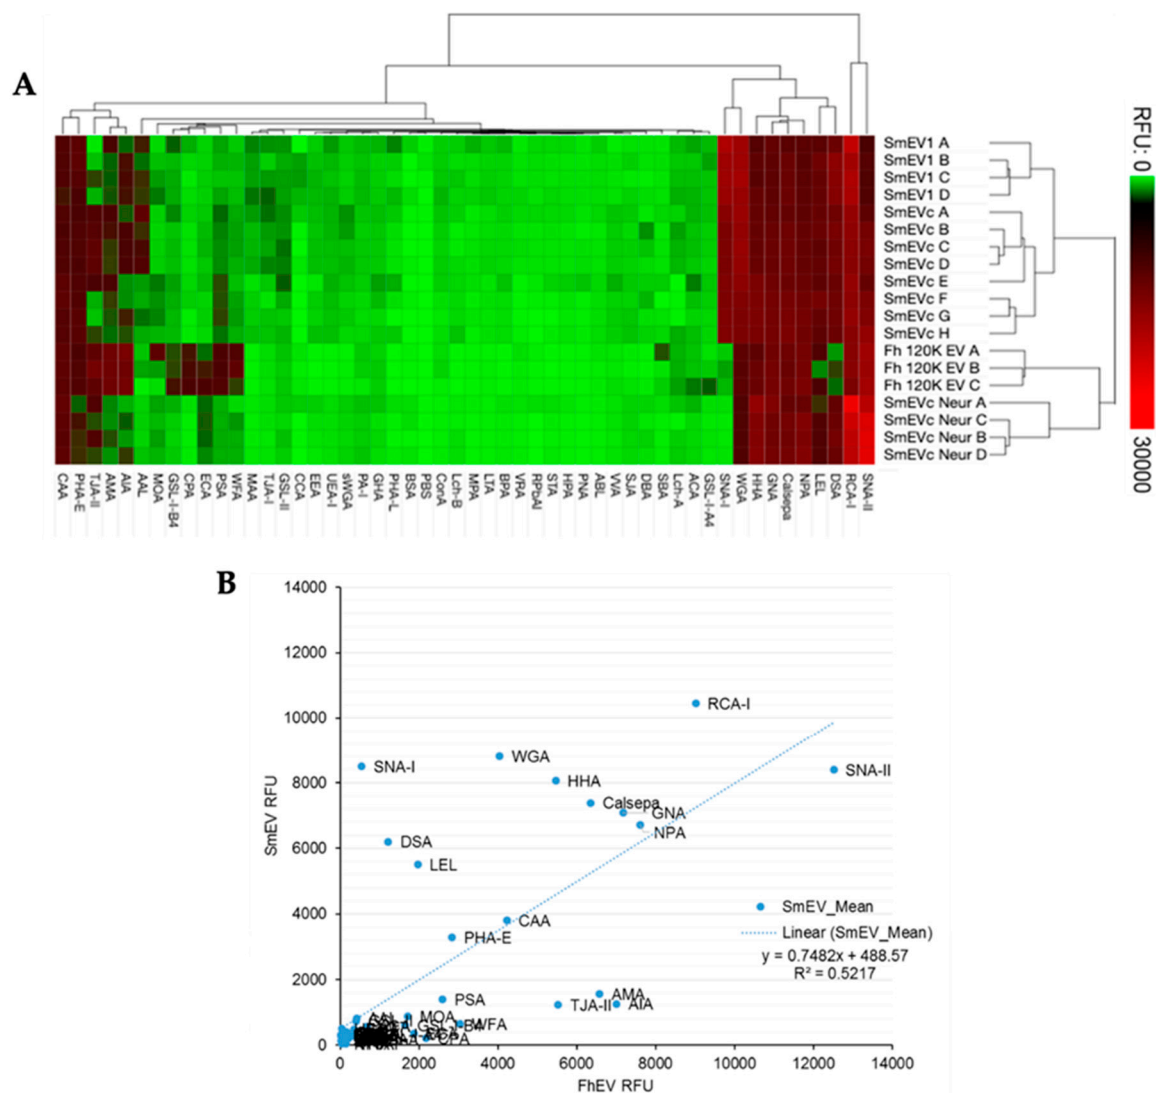 A
RFU: 0
30000
SmEV1 A
SmEV1 B
SmEV1 C
SmEV1 D
SmEVc A
SmEVc B
SmEVc C
SmEVc D
SmEVc E
SmEVc F
SmEVc G
SmEVc H
Fh 120K EV A
Fh 120K EV B
Fh 120K EV C
SmEVc Neur A
SmEVc Neur C
SmEVc Neur B
SmEVc Neur D
CAA
PHA-E
TJA-II
AMA
AIA
AAL
MOA
GSL-I-B4
CPA
ECA
PSA
WFA
MAA
TJA-I
GSL-II
CCA
EEA
UEA-I
sWGA
PA-I
GHA
PHA-L
BSA
PBS
ConA
Lch-B
MPA
LTA
BPA
VRA
RPbAI
STA
HPA
PNA
ABL
VVA
SJA
DBA
SBA
Lch-A
ACA
GSL-I-A4
SNA-I
WGA
HHA
GNA
Calsepa
NPA
LEL
DSA
RCA-I
SNA-II
B
14000
12000
10000
8000
6000
4000
2000
0
SmEV RFU
RCA-I
WGA
SNA-I
HHA
SNA-II
Calsepa
GNA
NPA
DSA
LEL
CAA
PHA-E
PSA
AMA
TJA-II
AIA
MOA
WFA
CPA
SmEV_Mean
Linear (SmEV_Mean)
y = 0.7482x + 488.57
R² = 0.5217
0 2000 4000 6000 8000 10000 12000 14000
FhEV RFU